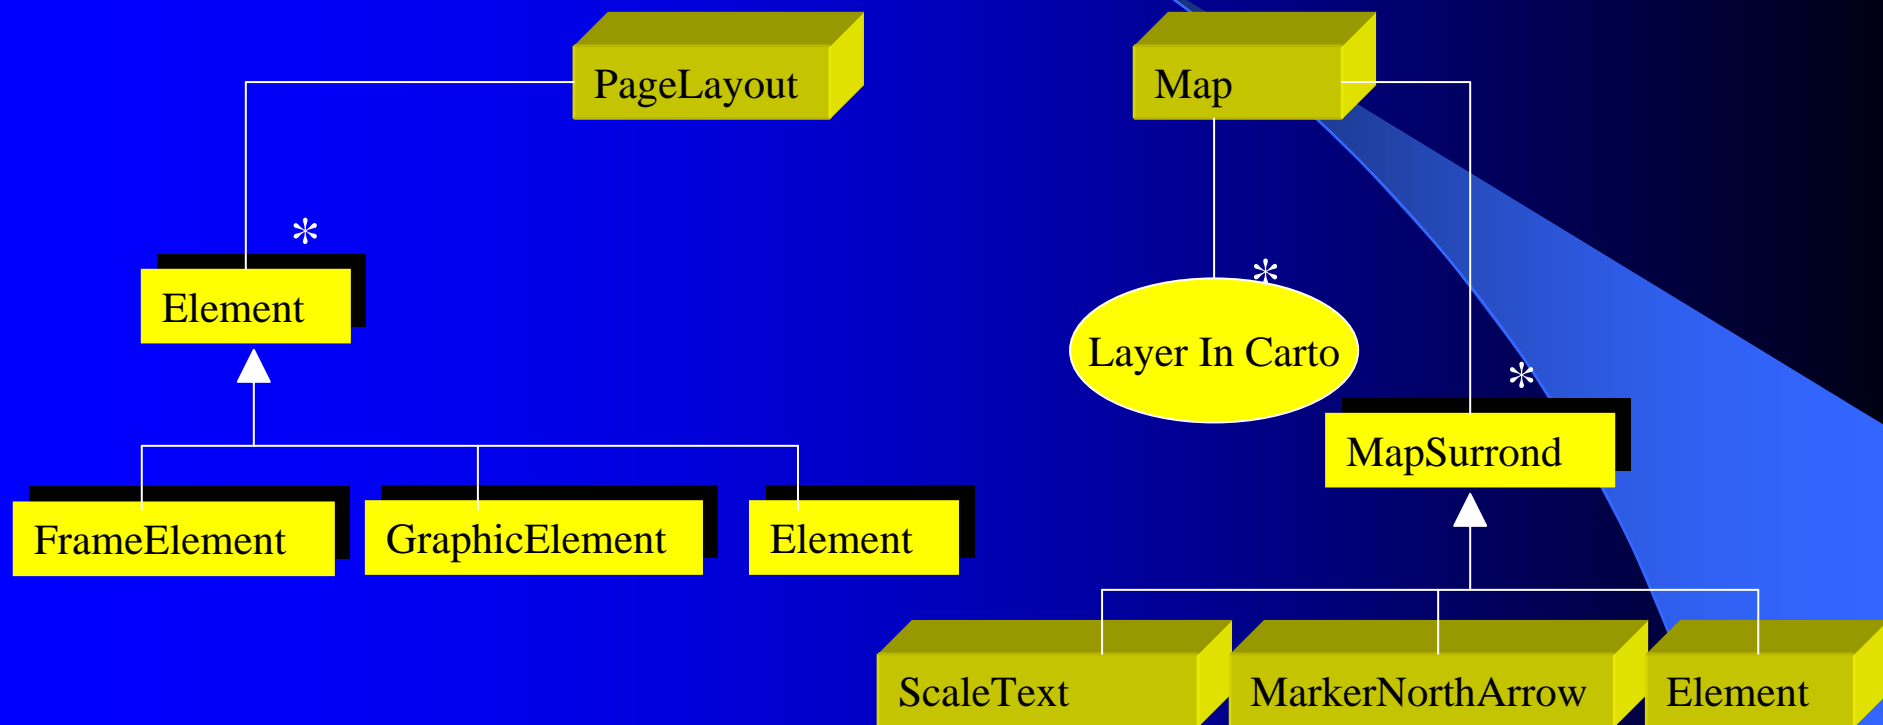 PageLayout
Map
*
Element
*
Layer In Carto
*
MapSurrond
FrameElement
GraphicElement
Element
ScaleText
MarkerNorthArrow
Element